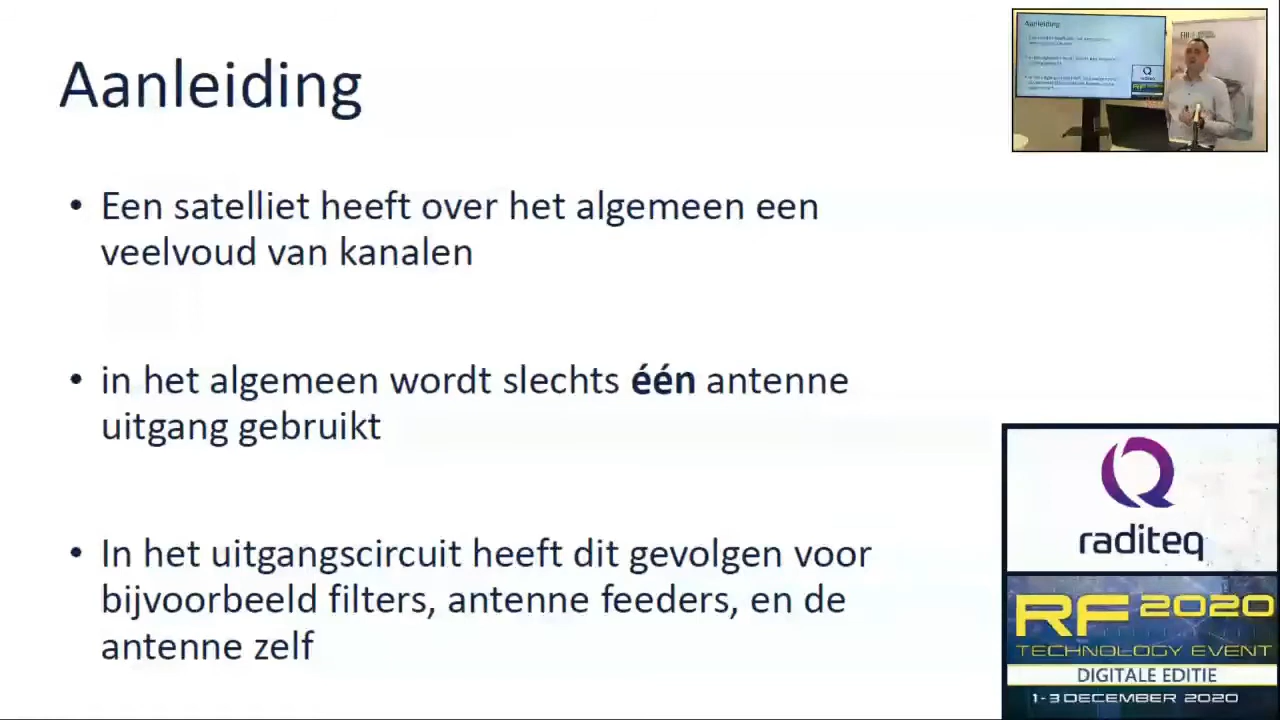 Aanleiding
• Een satelliet heeft over het algemeen een
veelvoud van kanalen
• in het algemeen wordt slechts één antenne
uitgang gebruikt
• In het uitgangscircuit heeft dit gevolgen voor
bijvoorbeeld filters, antenne feeders, en de
antenne zelf
Aanleiding
raditeq
RF 2020
TECHNOLOGY EVENT
DIGITALE EDITIE
1-3 DECEMBER 2020